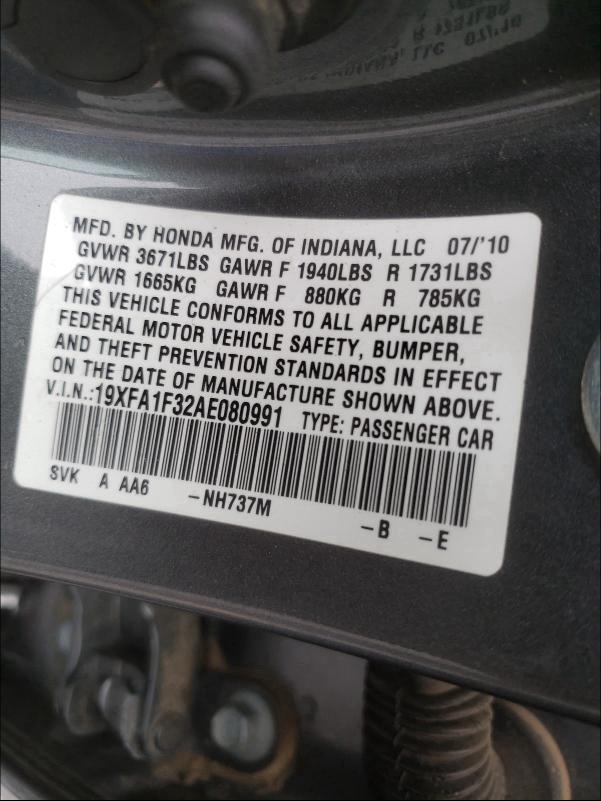 MFD. BY HONDA MFG. OF INDIANA, LLC 07/'10
GVWR 3671LBS GAWR F 1940LBS R 1731LBS
GVWR 1665KG GAWR F 880KG R 785KG
THIS VEHICLE CONFORMS TO ALL APPLICABLE
FEDERAL MOTOR VEHICLE SAFETY, BUMPER,
AND THEFT PREVENTION STANDARDS IN EFFECT
ON THE DATE OF MANUFACTURE SHOWN ABOVE.
V.I.N.:19XFA1F32AE080991 TYPE: PASSENGER CAR
SVK A AA6 -NH737M -B -E